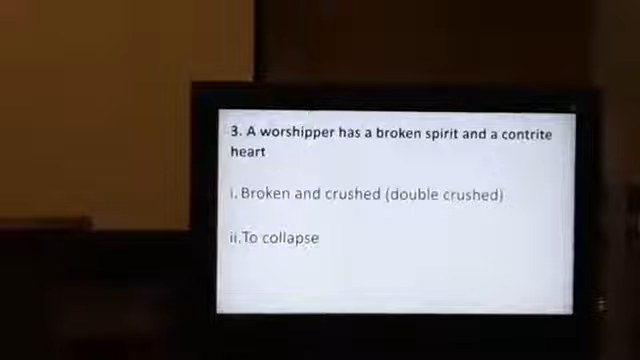 3. A worshipper has a broken spirit and a contrite
heart
i. Broken and crushed (double crushed)
ii.To collapse